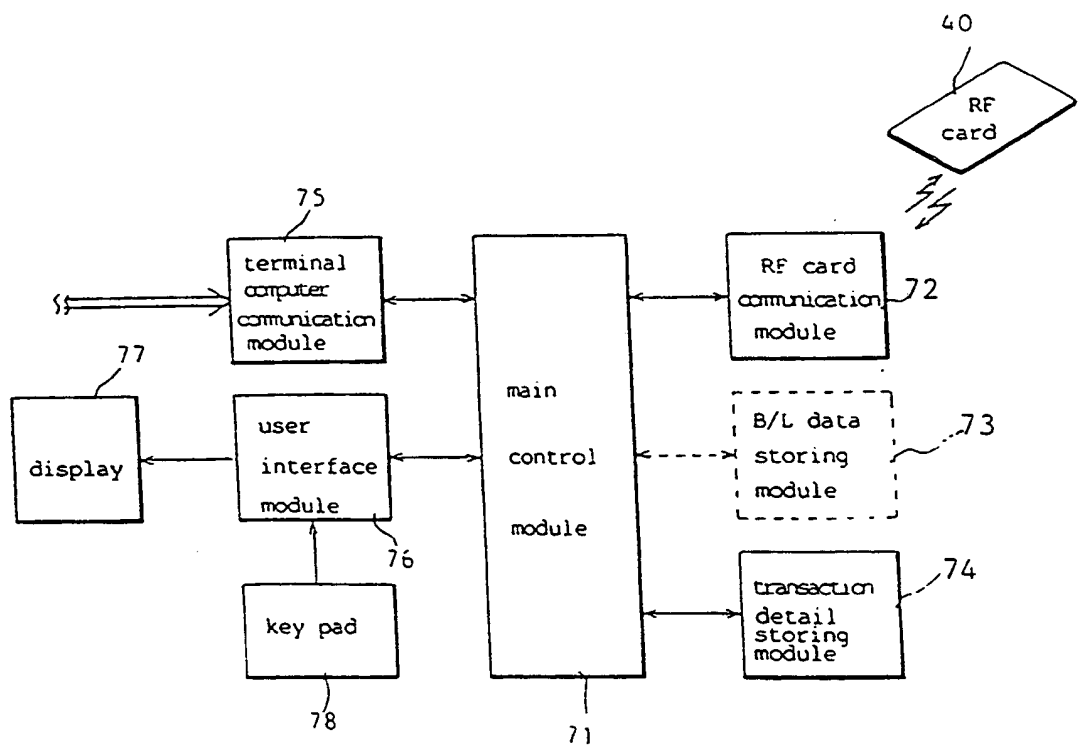 40
RF
card
75
terminal
computer
communication
module
RF card
communication
module
72
77
main
control
module
B/L data
storing
module
73
display
user
interface
module
76
transaction
detail
storing
module
74
key pad
78
71